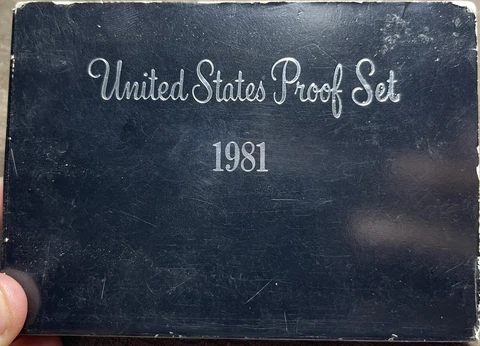 United States Proof Set
1981